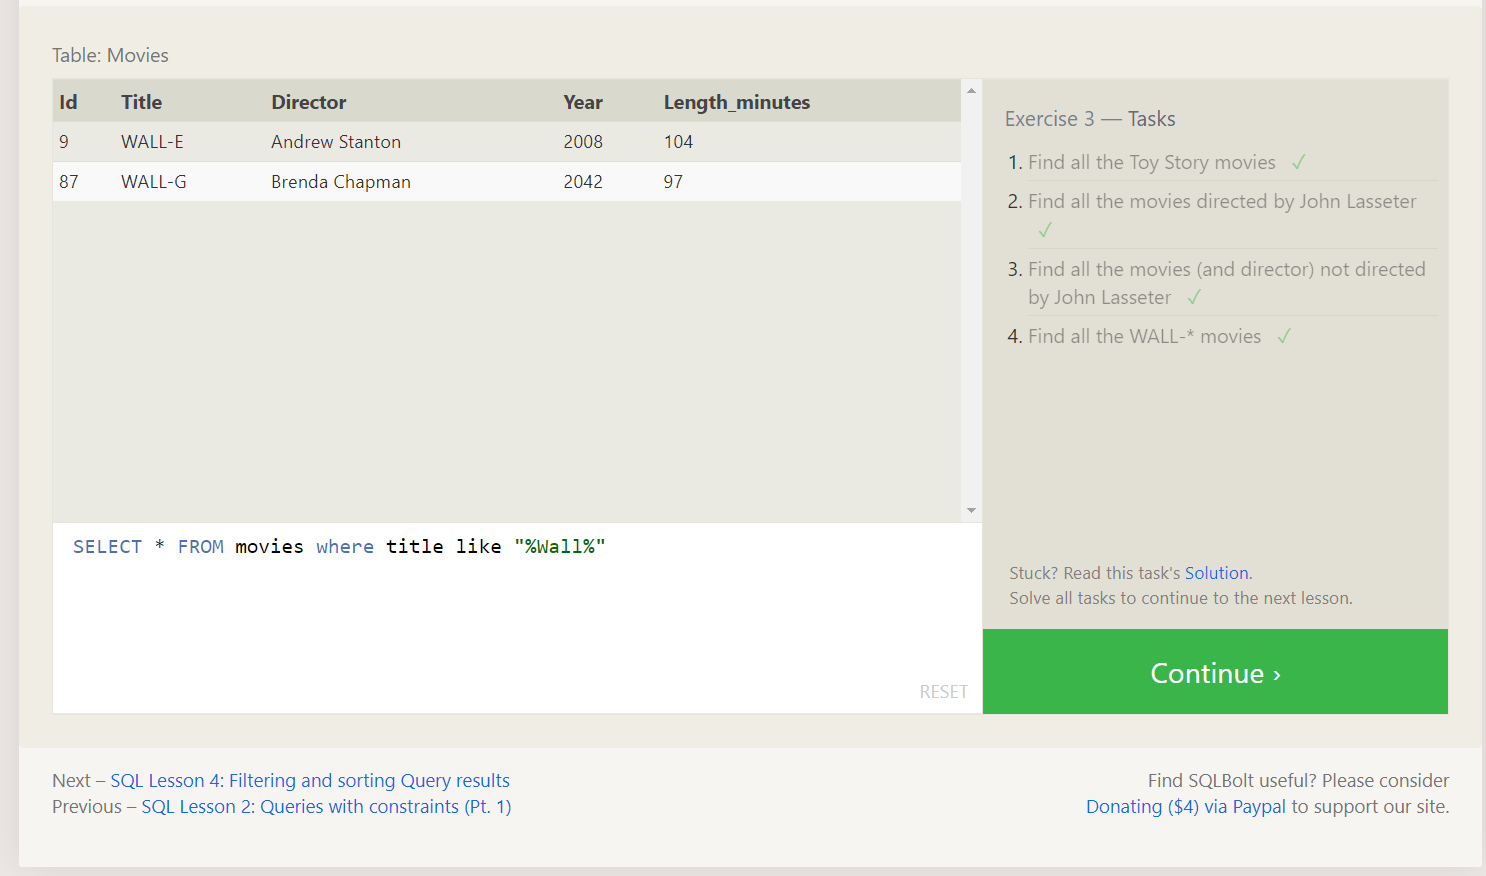 Table: Movies
Id Title Director Year Length_minutes
9 WALL-E Andrew Stanton 2008 104
87 WALL-G Brenda Chapman 2042 97
SELECT * FROM movies where title like "%Wall%"
RESET
Exercise 3 — Tasks
1. Find all the Toy Story movies ✓
2. Find all the movies directed by John Lasseter
✓
3. Find all the movies (and director) not directed
by John Lasseter ✓
4. Find all the WALL-* movies ✓
Stuck? Read this task's Solution.
Solve all tasks to continue to the next lesson.
Continue ›
Next – SQL Lesson 4: Filtering and sorting Query results
Previous – SQL Lesson 2: Queries with constraints (Pt. 1)
Find SQLBolt useful? Please consider
Donating ($4) via Paypal to support our site.